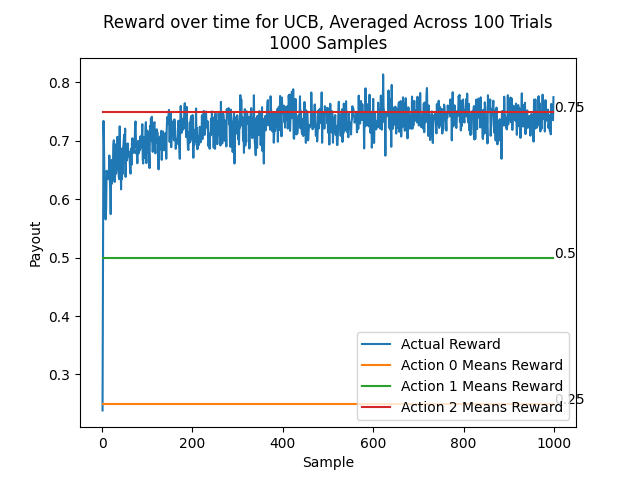 Reward over time for UCB, Averaged Across 100 Trials
1000 Samples
0.8
0.7
0.6
0.5
0.4
0.3
Payout
0.75
0.5
0.25
Actual Reward
Action 0 Means Reward
Action 1 Means Reward
Action 2 Means Reward
0
200
400
600
800
1000
Sample